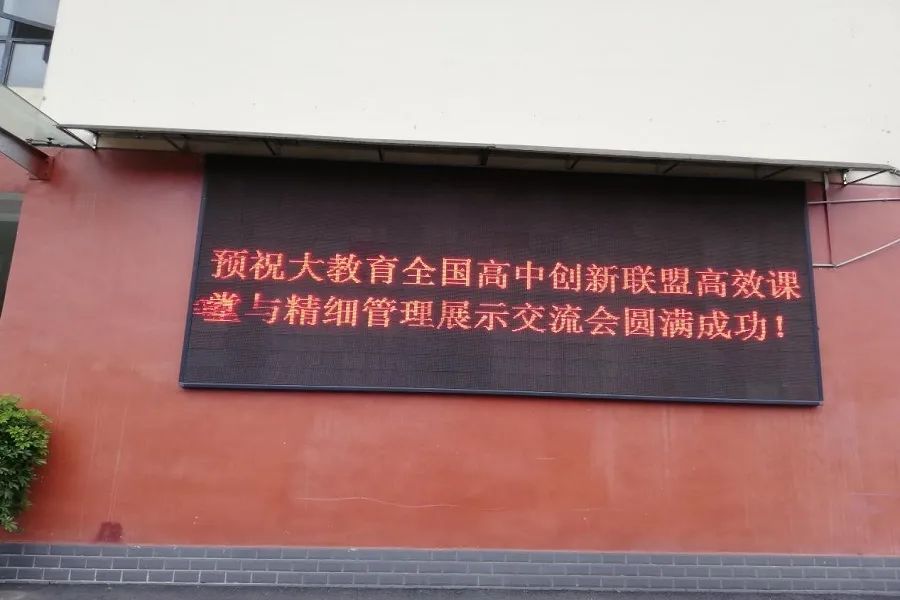 预祝大教育全国高中创新联盟高效课
堂与精细管理展示交流会圆满成功!